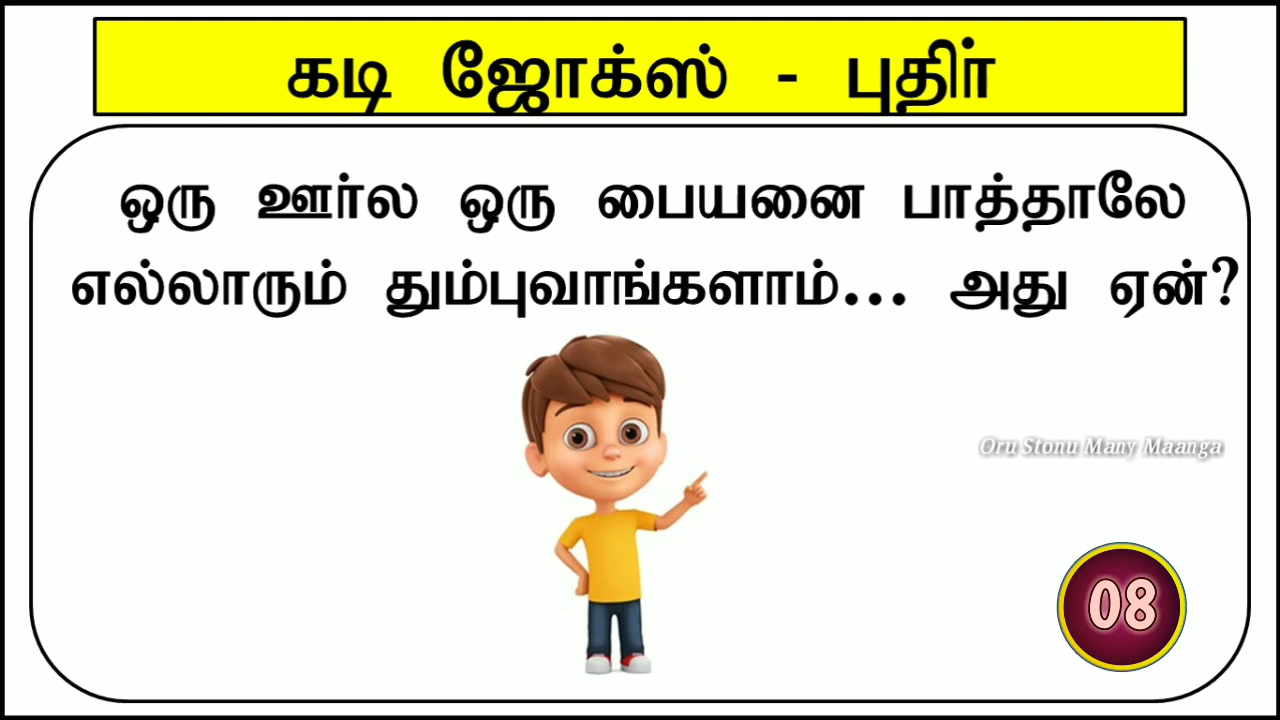 கடி ஜோக்ஸ் - புதிர்
ஒரு ஊர்ல ஒரு பையனை பாத்தாலே
எல்லாரும் தும்புவாங்களாம்... அது ஏன்?
Oru Stonu Many Maanga
08